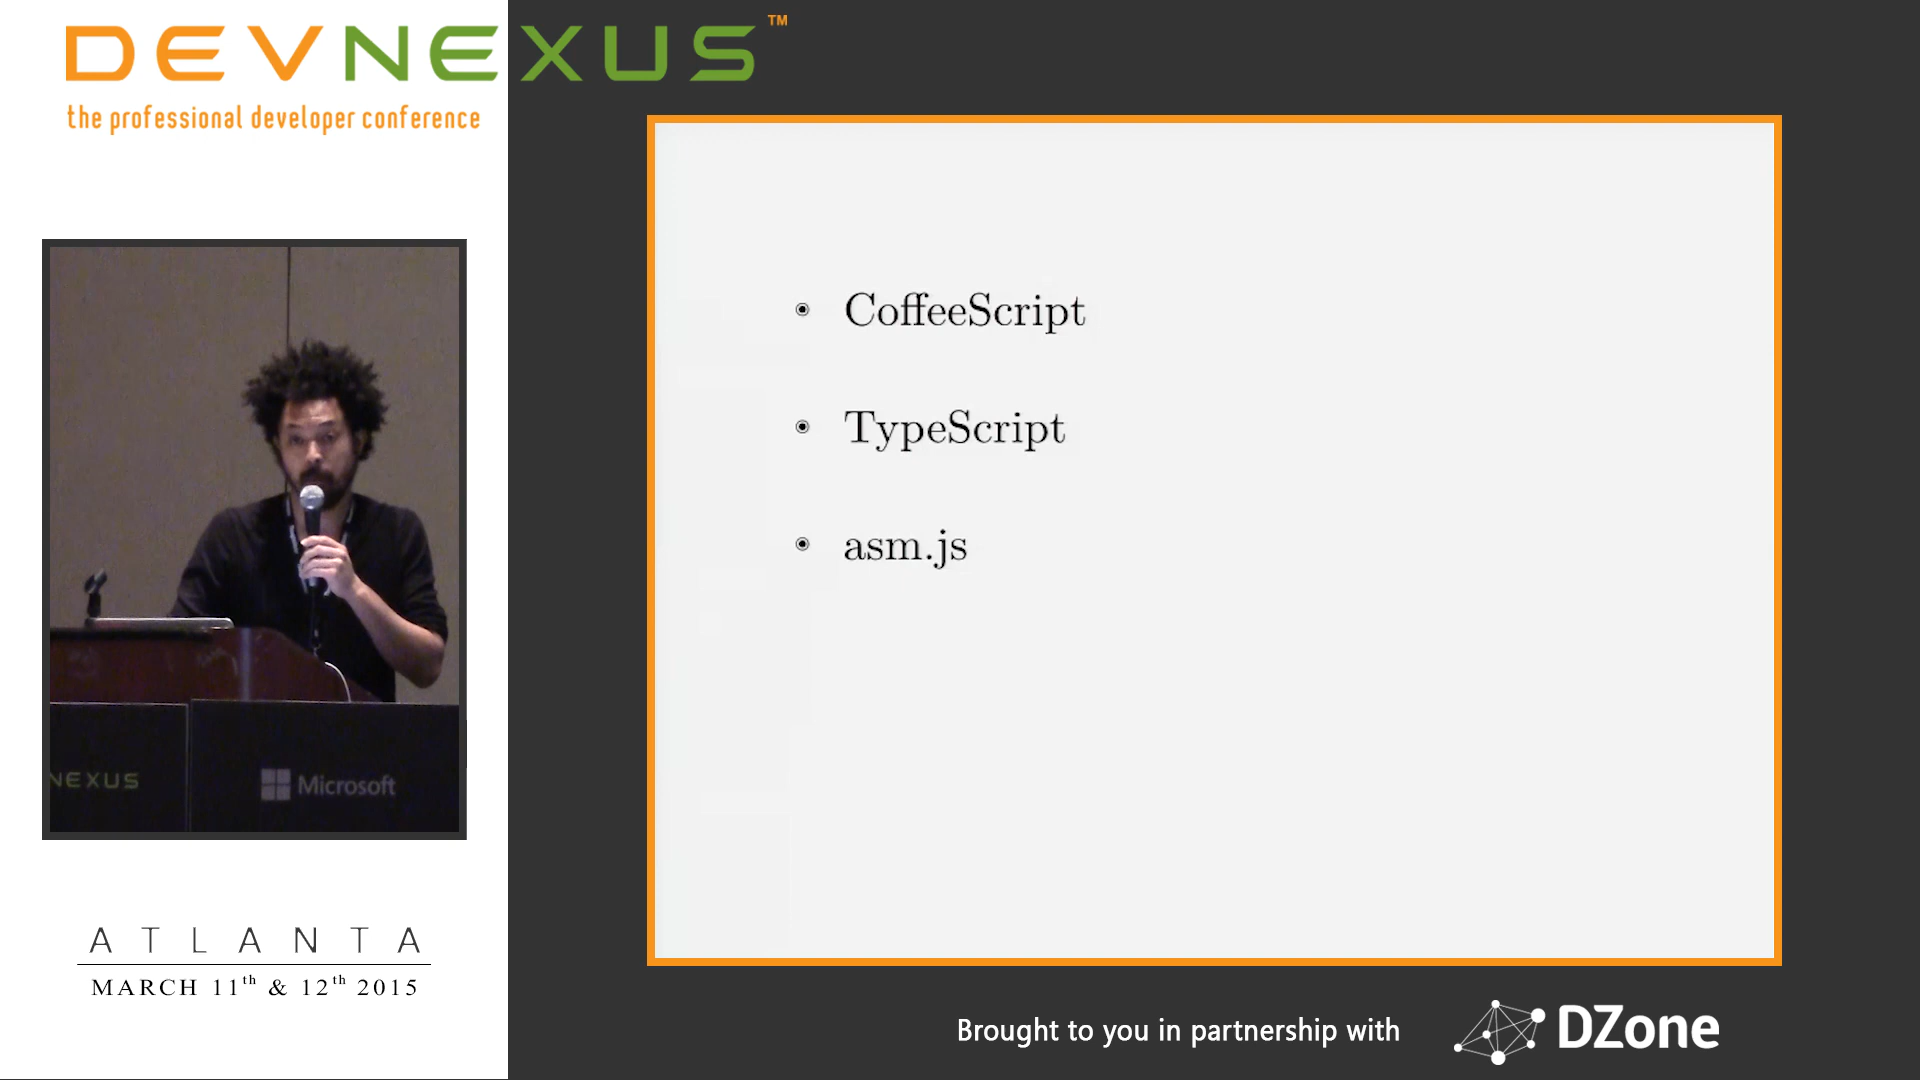 DEVNEXUS™
the professional developer conference
• CoffeeScript
• TypeScript
• asm.js
NEXUS
Microsoft
ATLANTA
MARCH 11th & 12th 2015
Brought to you in partnership with
DZone